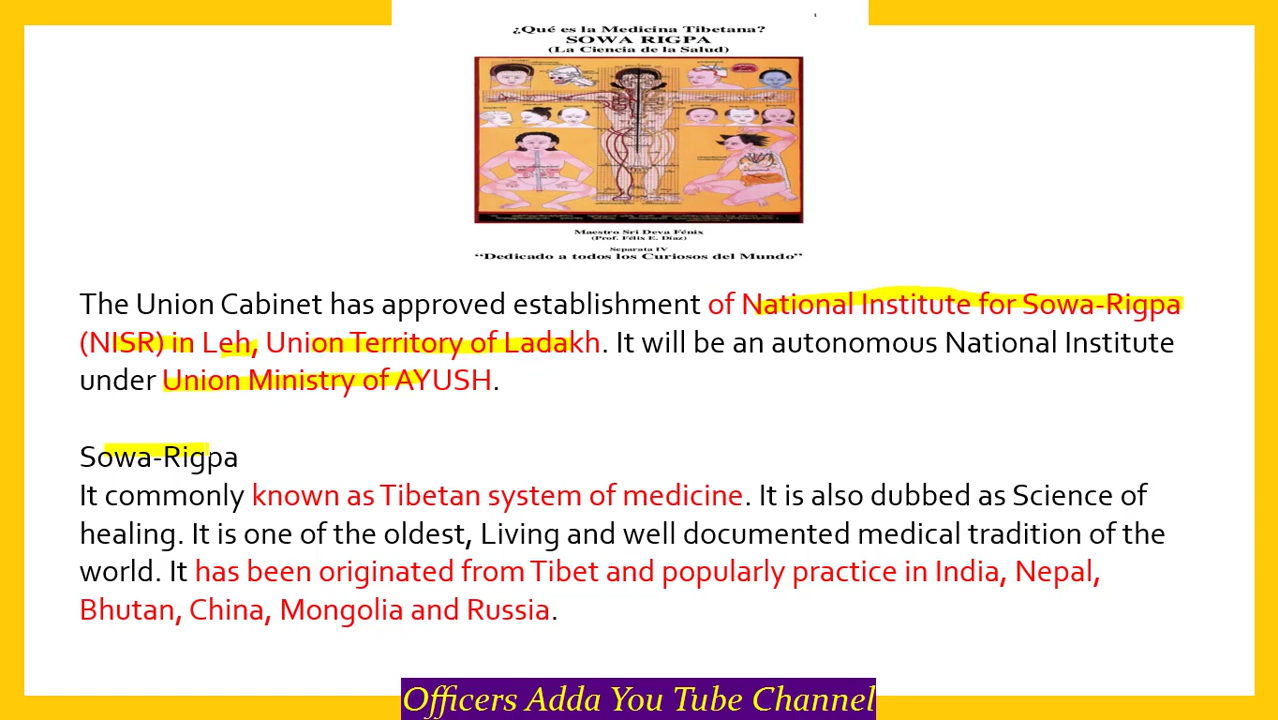 ¿Qué es la Medicina Tibetana?
SOWA RIGPA
(La Ciencia de la Salud)
Maestro Sri Deva Fénix
(Prof. Félix E. Díaz)
Separata IV
“Dedicado a todos los Curiosos del Mundo”
The Union Cabinet has approved establishment of National Institute for Sowa-Rigpa
(NISR) in Leh, Union Territory of Ladakh. It will be an autonomous National Institute
under Union Ministry of AYUSH.
Sowa-Rigpa
It commonly known as Tibetan system of medicine. It is also dubbed as Science of
healing. It is one of the oldest, Living and well documented medical tradition of the
world. It has been originated from Tibet and popularly practice in India, Nepal,
Bhutan, China, Mongolia and Russia.
Officers Adda You Tube Channel